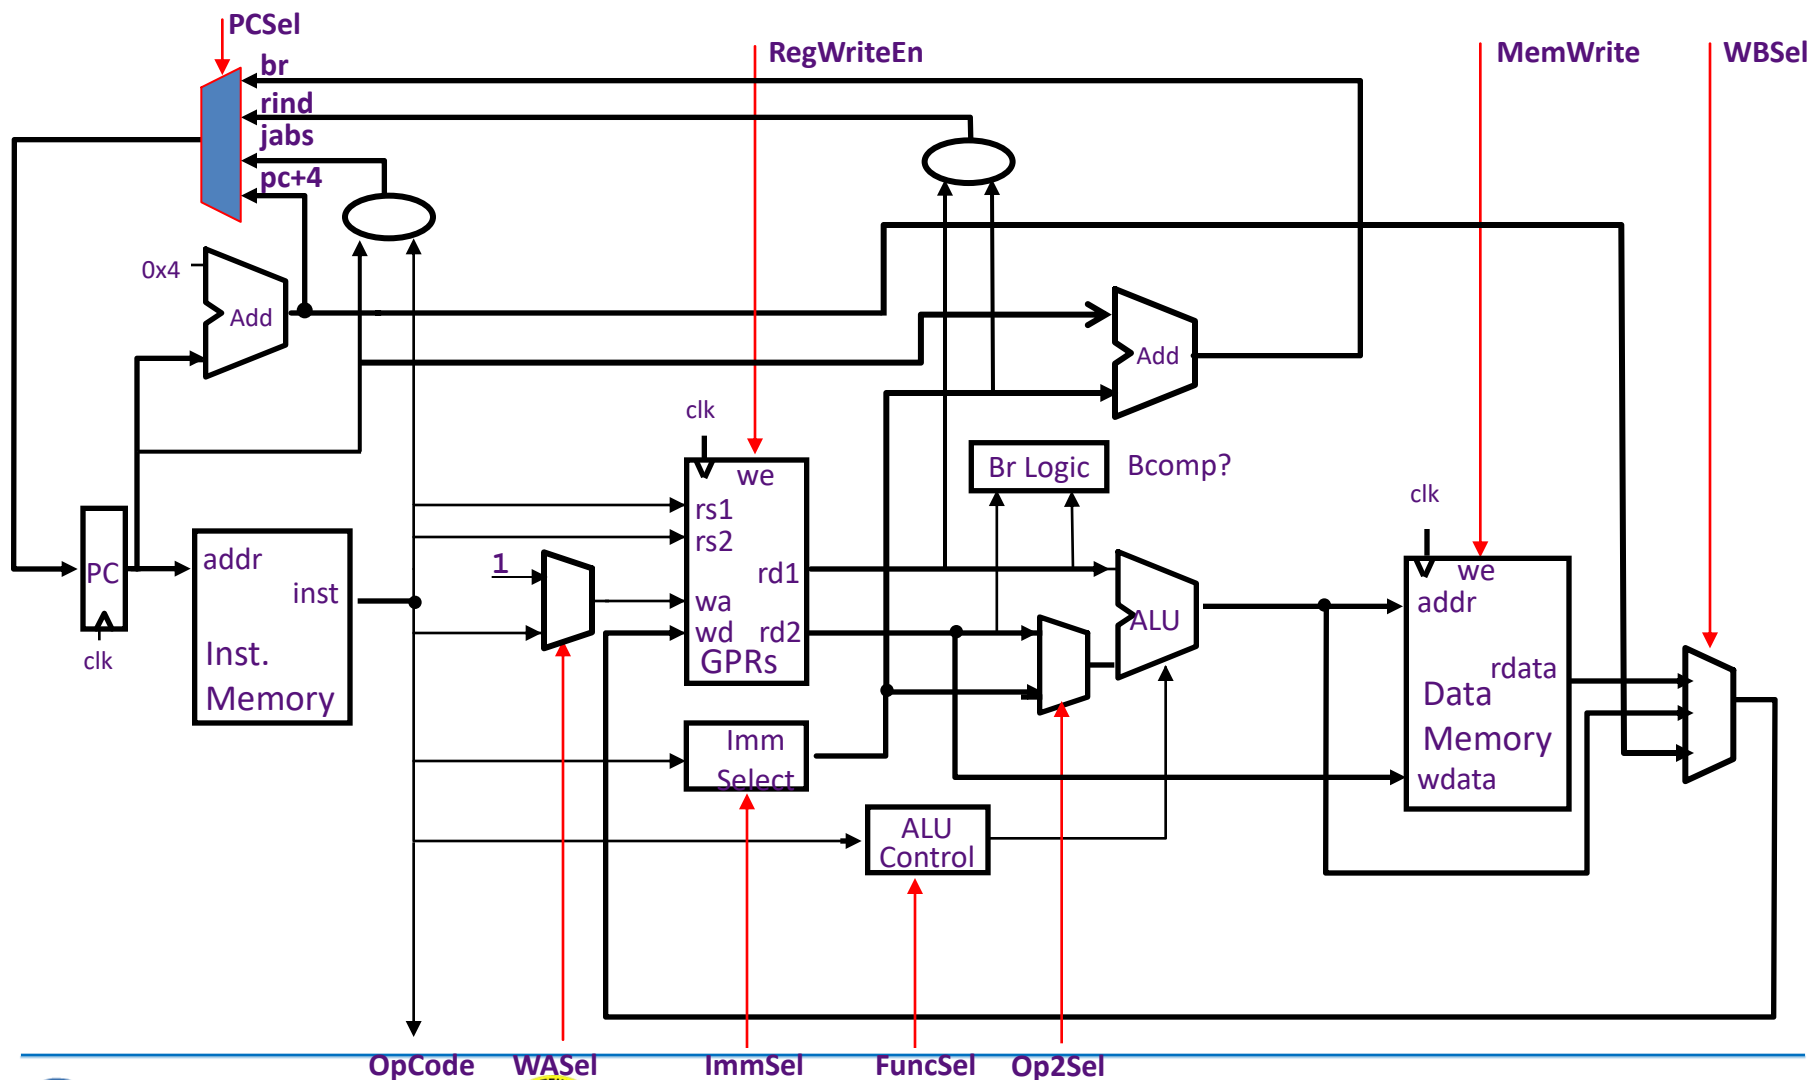 PCSel
RegWriteEn
MemWrite
WBSel
br
rind
jabs
pc+4
0x4
Add
Add
clk
we
Br Logic
Bcomp?
clk
rs1
rs2
PC
addr
inst
Inst.
Memory
clk
1
rd1
wa
wd
rd2
GPRs
ALU
we
addr
rdata
Data
Memory
wdata
Imm
Select
ALU
Control
OpCode
WASel
ImmSel
FuncSel
Op2Sel